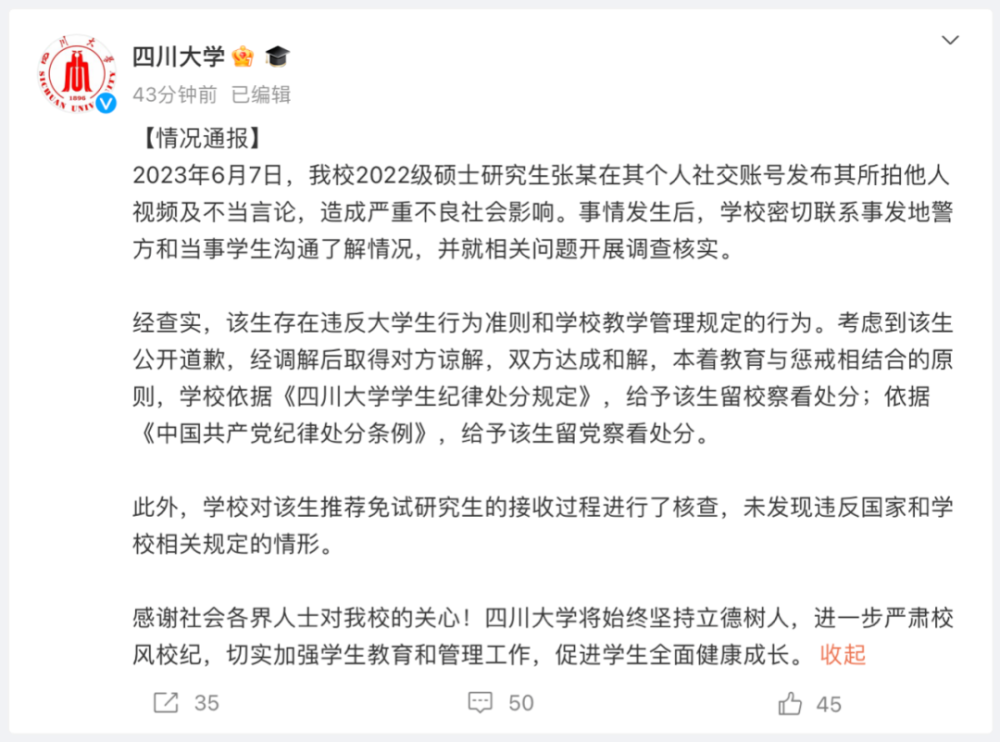 四川大学
43分钟前 已编辑
【情况通报】
2023年6月7日，我校2022级硕士研究生张某在其个人社交账号发布其所拍他人
视频及不当言论，造成严重不良社会影响。事情发生后，学校密切联系事发地警
方和当事学生沟通了解情况，并就相关问题开展调查核实。
经查实，该生存在违反大学生行为准则和学校教学管理规定的行为。考虑到该生
公开道歉，经调解后取得对方谅解，双方达成和解，本着教育与惩戒相结合的原
则，学校依据《四川大学学生纪律处分规定》，给予该生留校察看处分；依据
《中国共产党纪律处分条例》，给予该生留党察看处分。
此外，学校对该生推荐免试研究生的接收过程进行了核查，未发现违反国家和学
校相关规定的情形。
感谢社会各界人士对我校的关心！四川大学将始终坚持立德树人，进一步严肃校
风校纪，切实加强学生教育和管理工作，促进学生全面健康成长。 收起
35 50 45